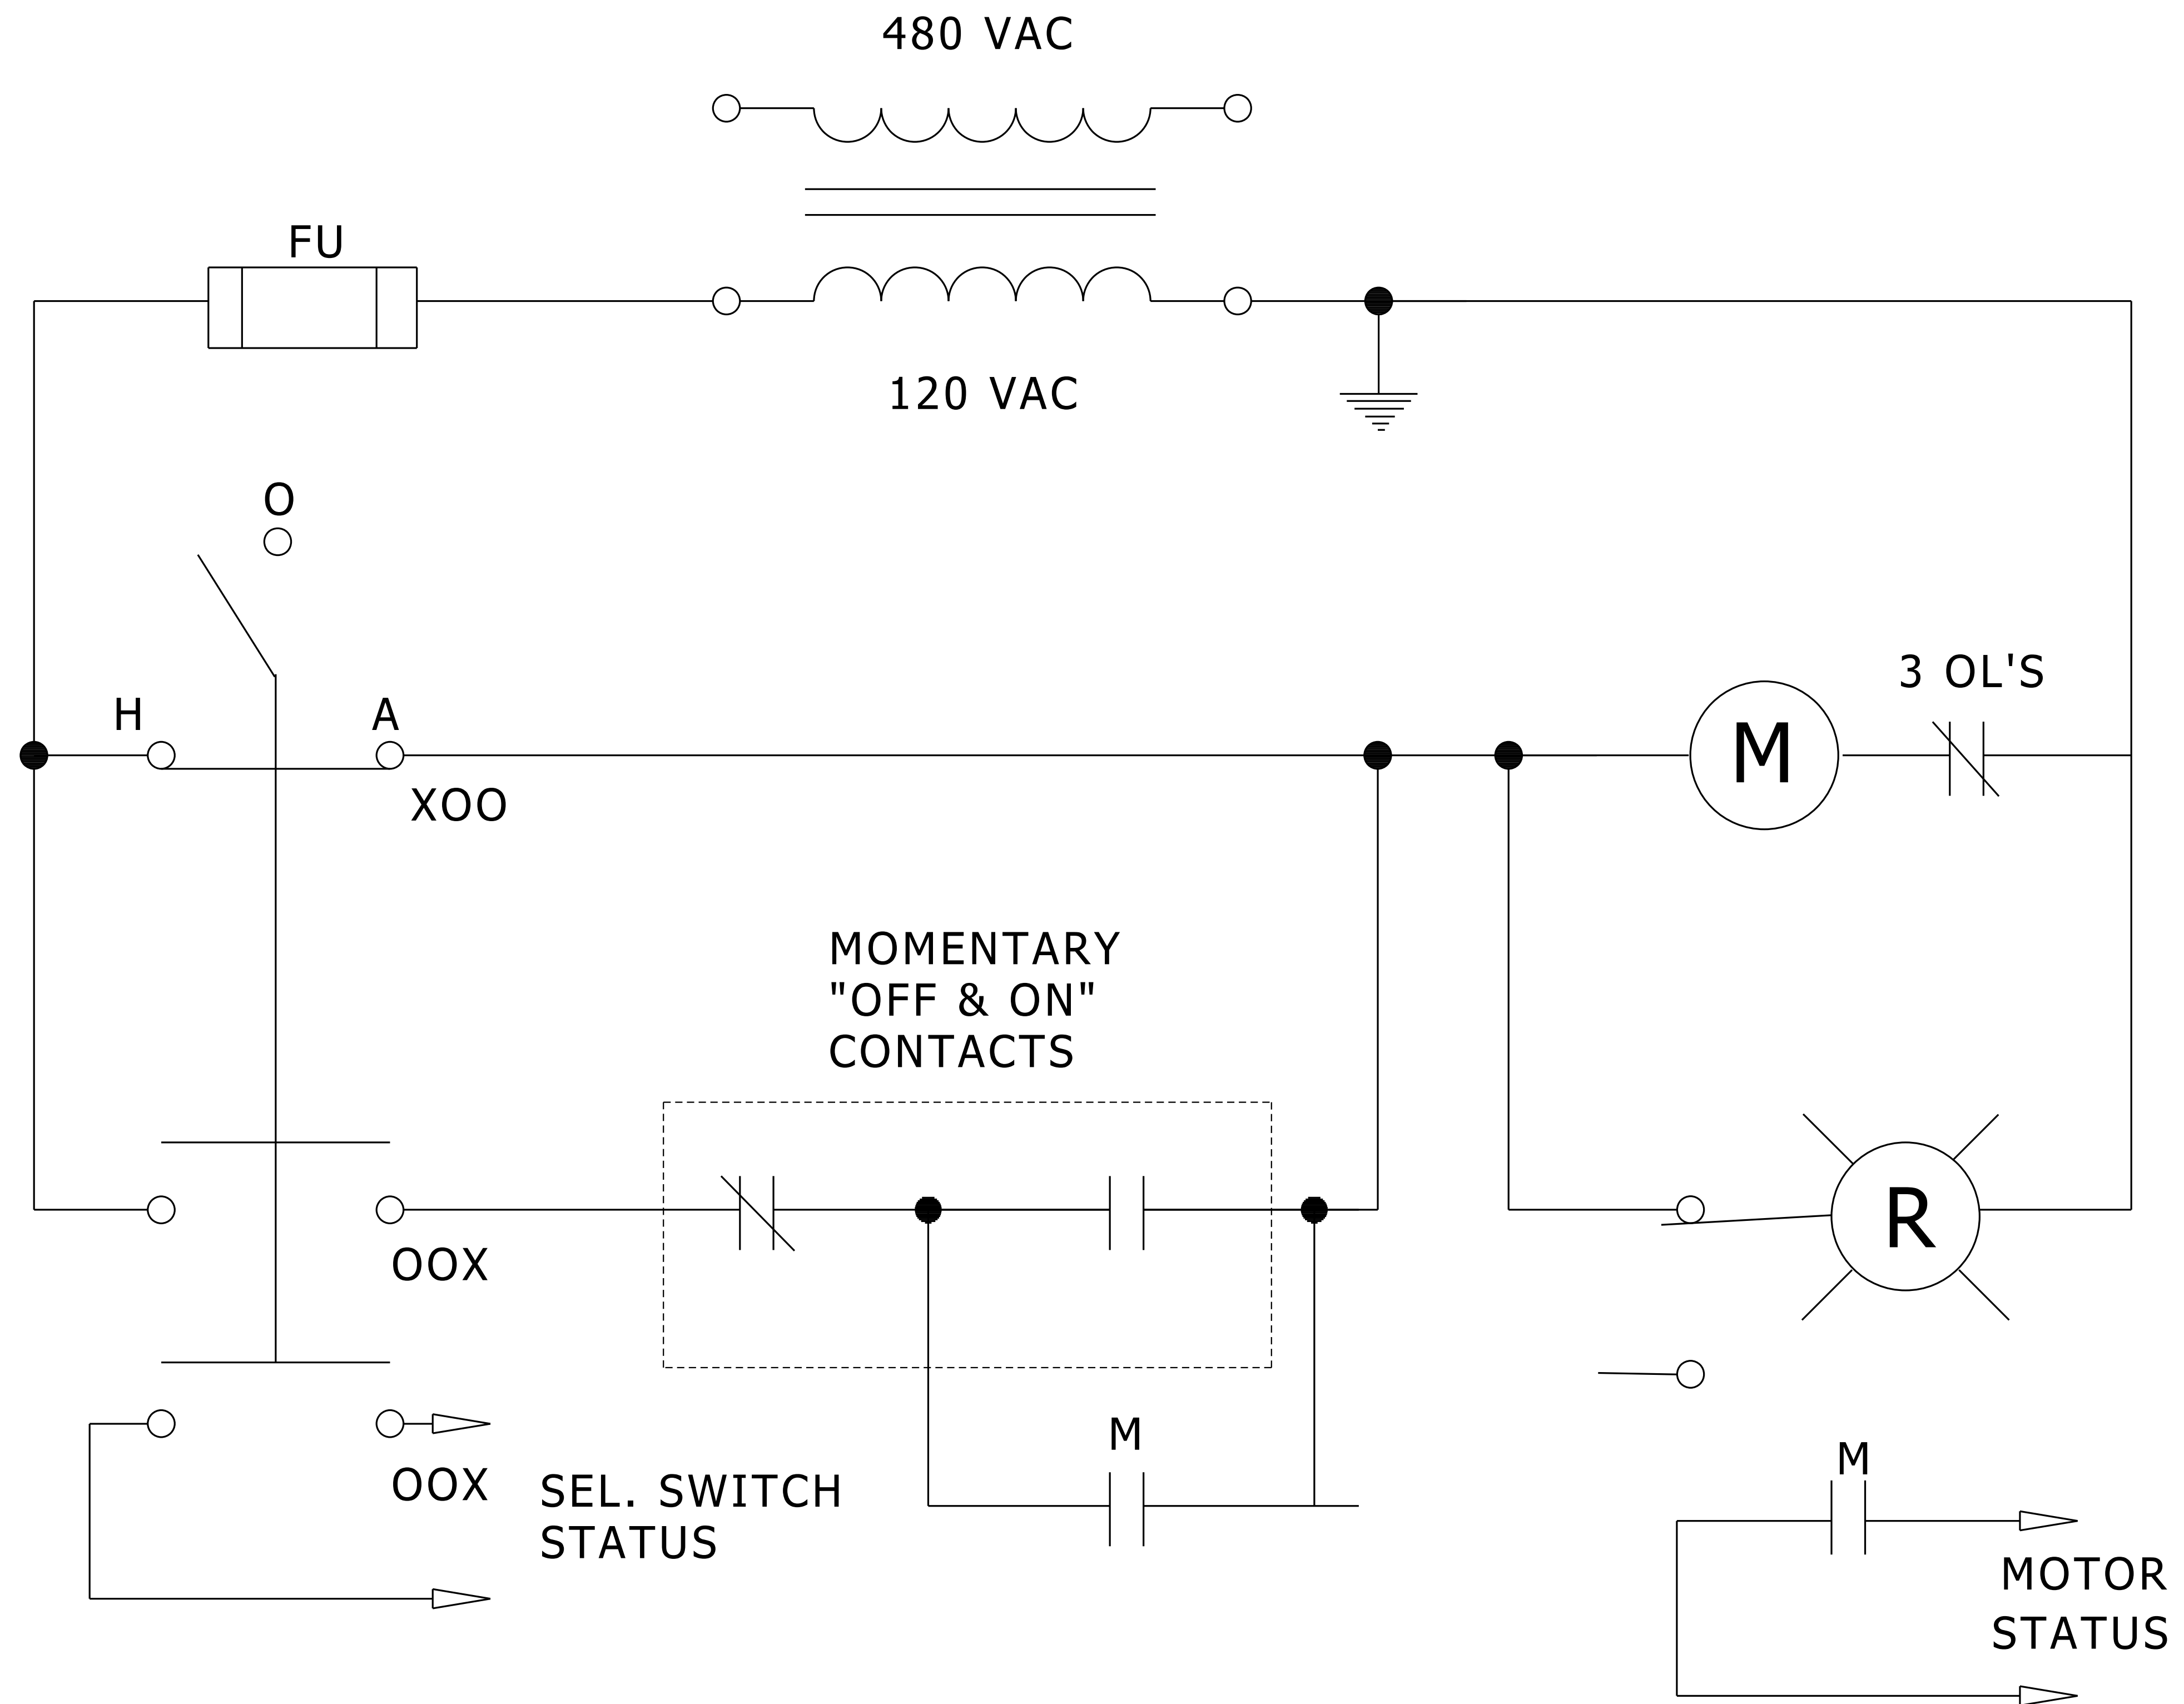 480 VAC
FU
120 VAC
O
H
A
XOO
M
3 OL'S
MOMENTARY
"OFF & ON"
CONTACTS
OOX
R
M
OOX
SEL. SWITCH
STATUS
M
MOTOR
STATUS